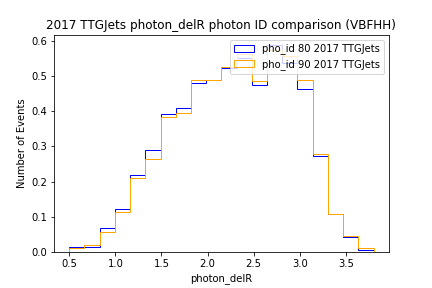 2017 TTGJets photon_delR photon ID comparison (VBFHH)
pho_id 80 2017 TTGJets
pho_id 90 2017 TTGJets
Number of Events
0.6
0.5
0.4
0.3
0.2
0.1
0.0
0.5 1.0 1.5 2.0 2.5 3.0 3.5
photon_delR